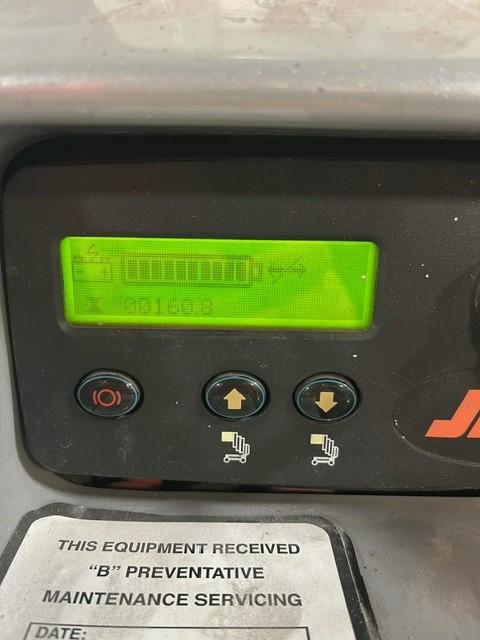 00160.8
THIS EQUIPMENT RECEIVED
"B" PREVENTATIVE
MAINTENANCE SERVICING
DATE: